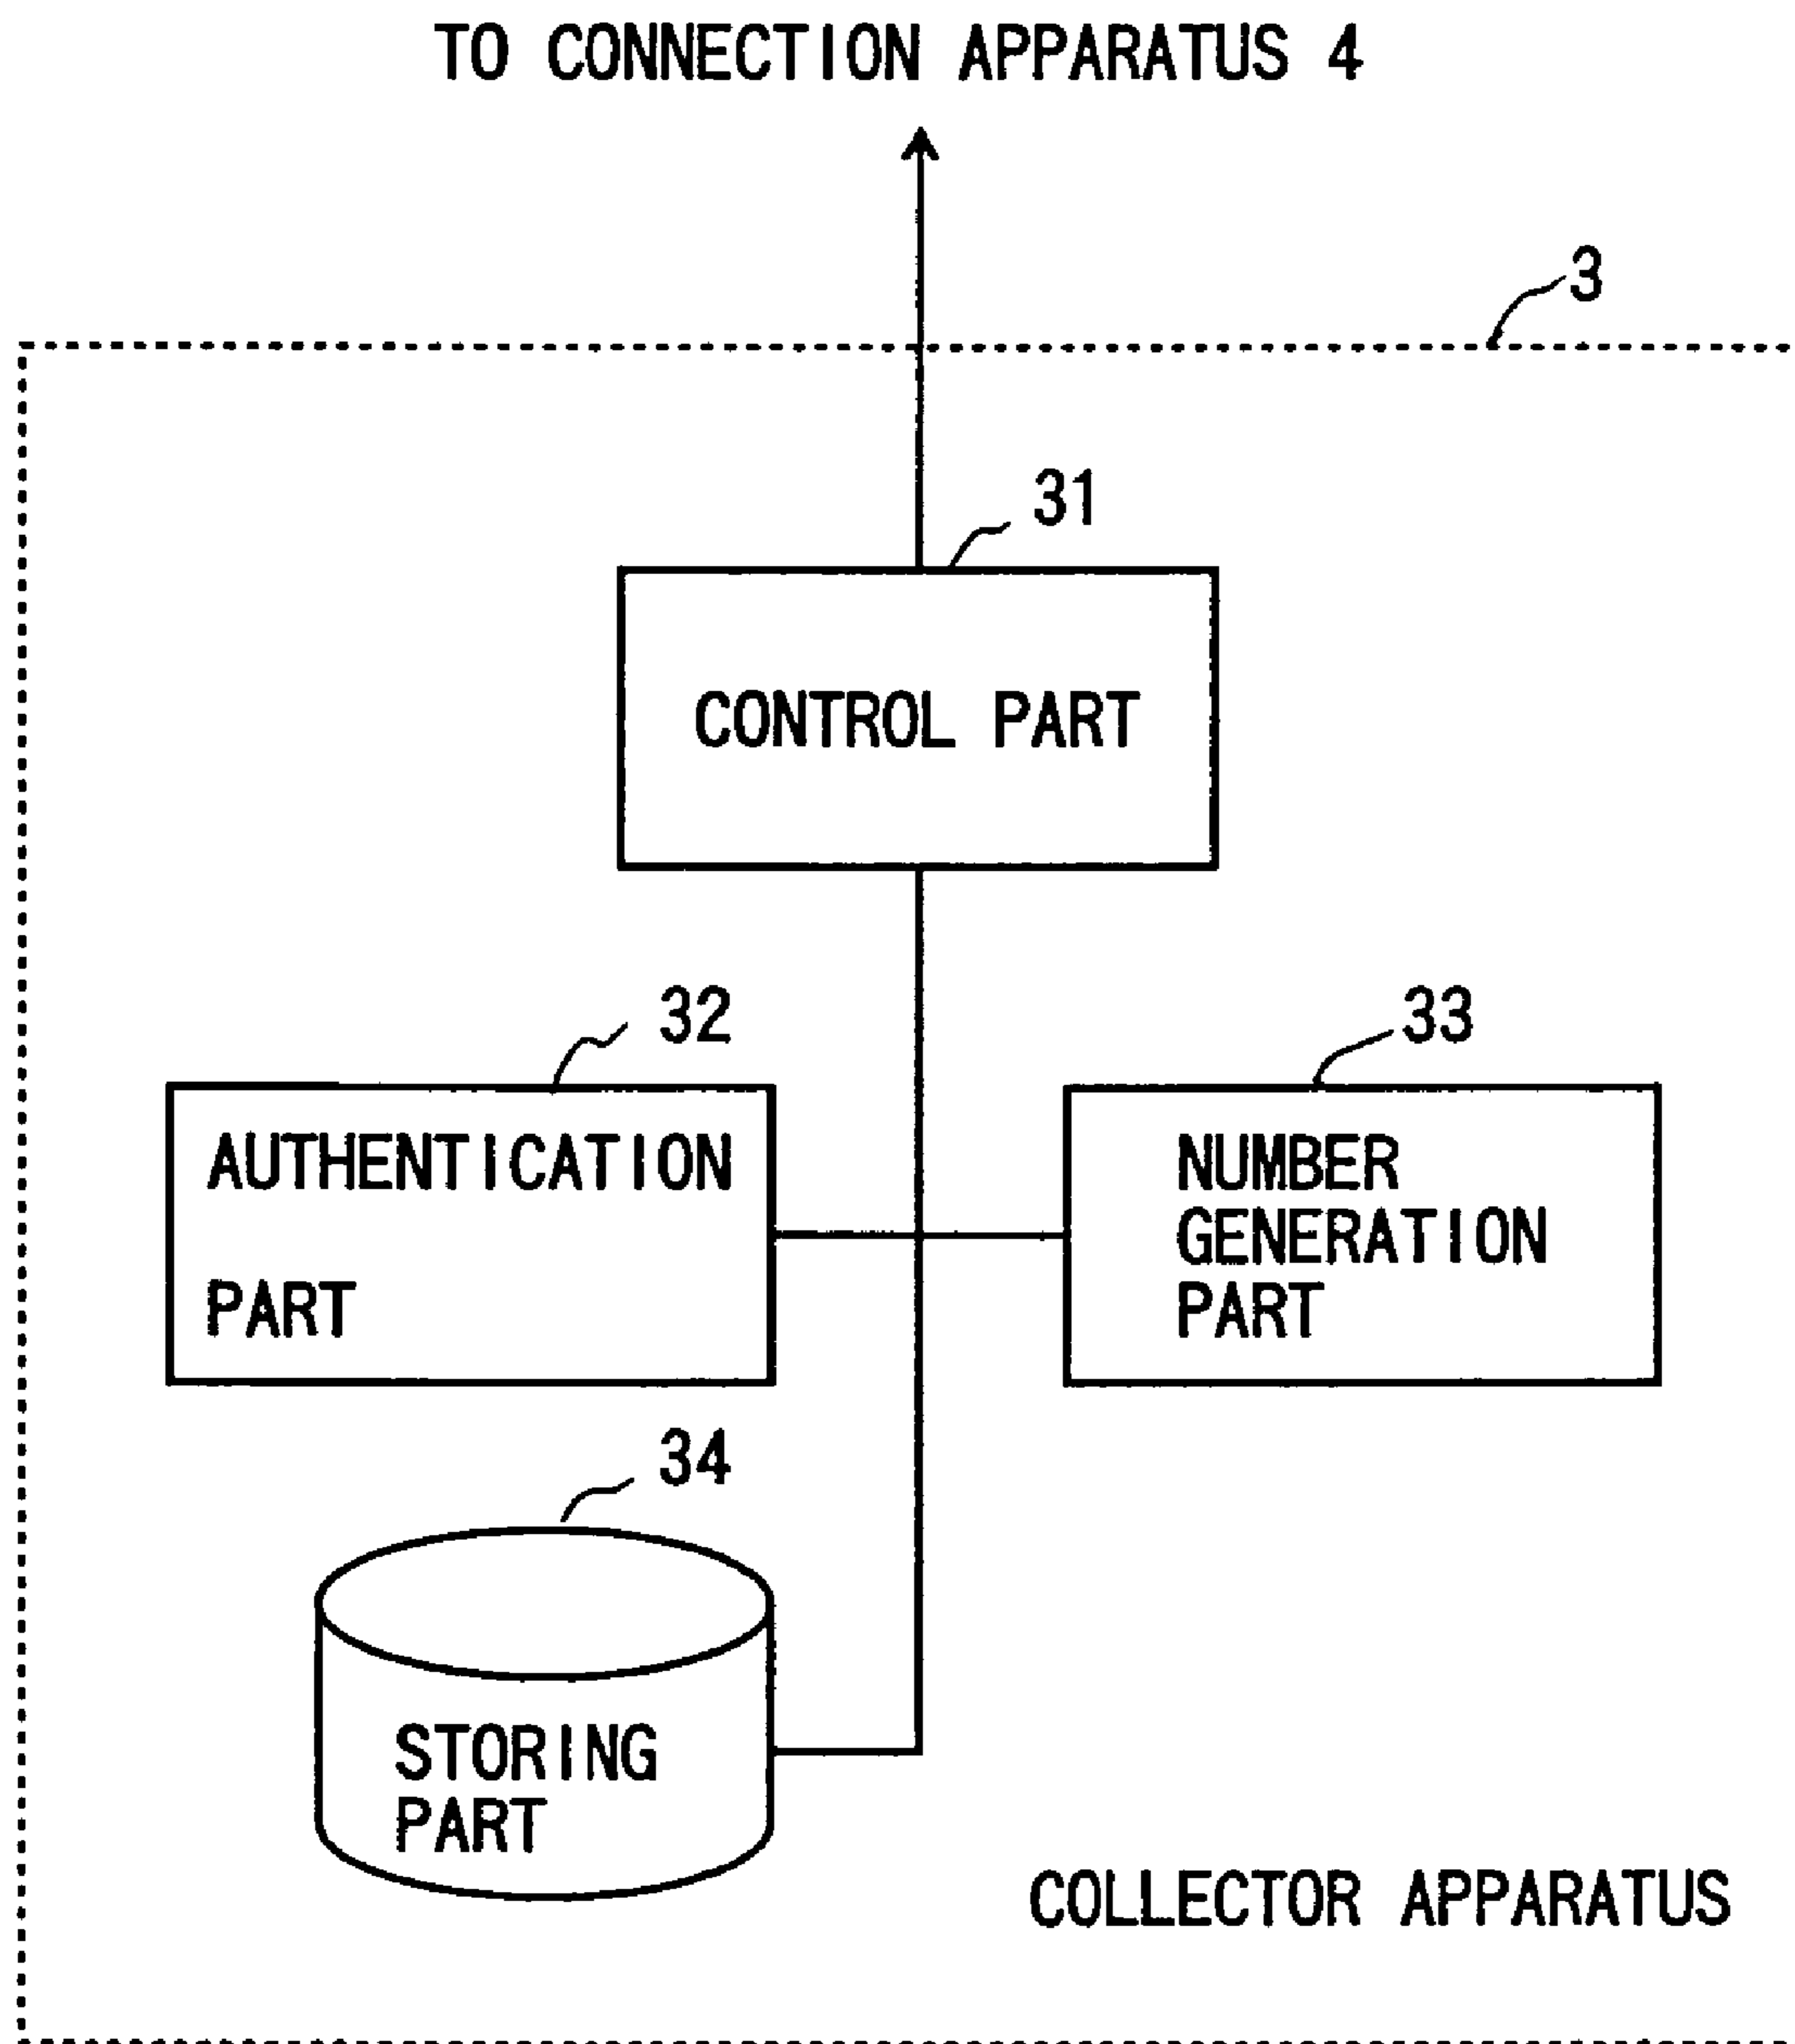 TO CONNECTION APPARATUS 4
3
31
CONTROL PART
32
33
AUTHENTICATION
PART
NUMBER
GENERATION
PART
34
STORING
PART
COLLECTOR APPARATUS